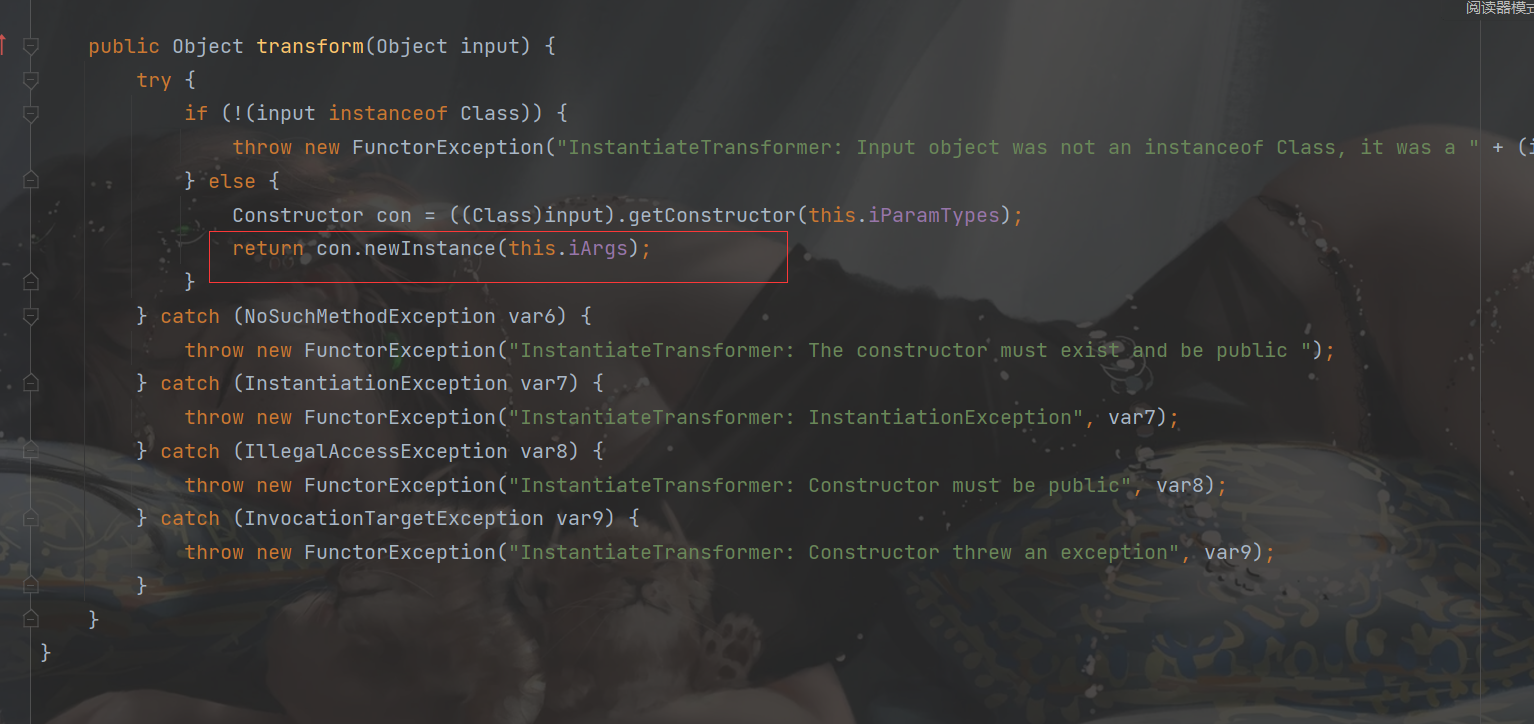 阅读器模式
public Object transform(Object input) {
try {
if (!(input instanceof Class)) {
throw new FunctorException("InstantiateTransformer: Input object was not an instanceof Class, it was a " + (i
} else {
Constructor con = ((Class)input).getConstructor(this.iParamTypes);
return con.newInstance(this.iArgs);
}
} catch (NoSuchMethodException var6) {
throw new FunctorException("InstantiateTransformer: The constructor must exist and be public ");
} catch (InstantiationException var7) {
throw new FunctorException("InstantiateTransformer: InstantiationException", var7);
} catch (IllegalAccessException var8) {
throw new FunctorException("InstantiateTransformer: Constructor must be public", var8);
} catch (InvocationTargetException var9) {
throw new FunctorException("InstantiateTransformer: Constructor threw an exception", var9);
}
}
}